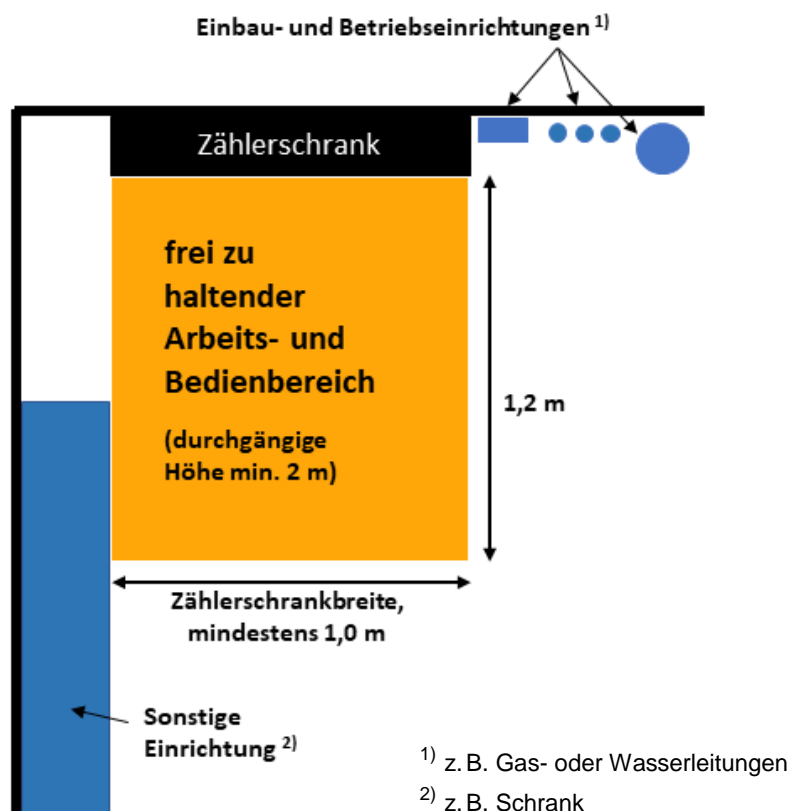 Einbau- und Betriebseinrichtungen 1)
Zählerschrank
frei zu
haltender
Arbeits- und
Bedienbereich
(durchgängige
Höhe min. 2 m)
1,2 m
Zählerschrankbreite,
mindestens 1,0 m
Sonstige
Einrichtung 2)
1) z. B. Gas- oder Wasserleitungen
2) z. B. Schrank